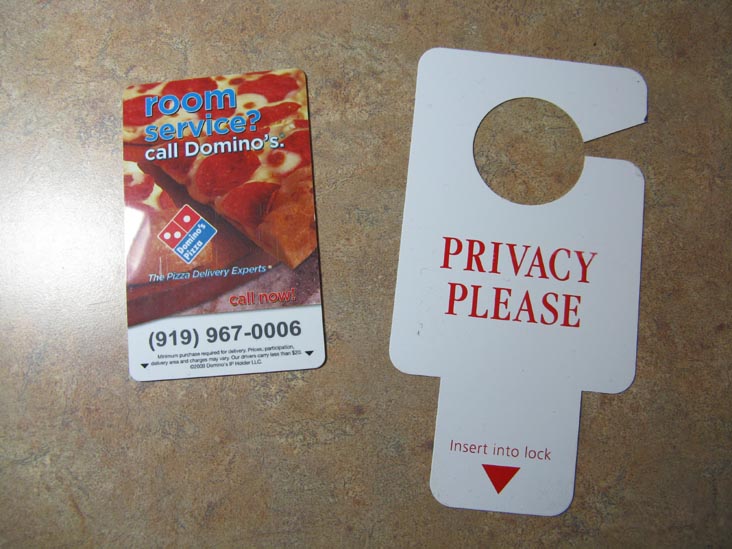 room
service?
call Domino's.
Domino's
Pizza
The Pizza Delivery Experts®
call now!
(919) 967-0006
Minimum purchase required for delivery. Prices, participation,
delivery area and charges may vary. Our drivers carry less than $20.
©2008 Domino's IP Holder LLC.
PRIVACY
PLEASE
Insert into lock